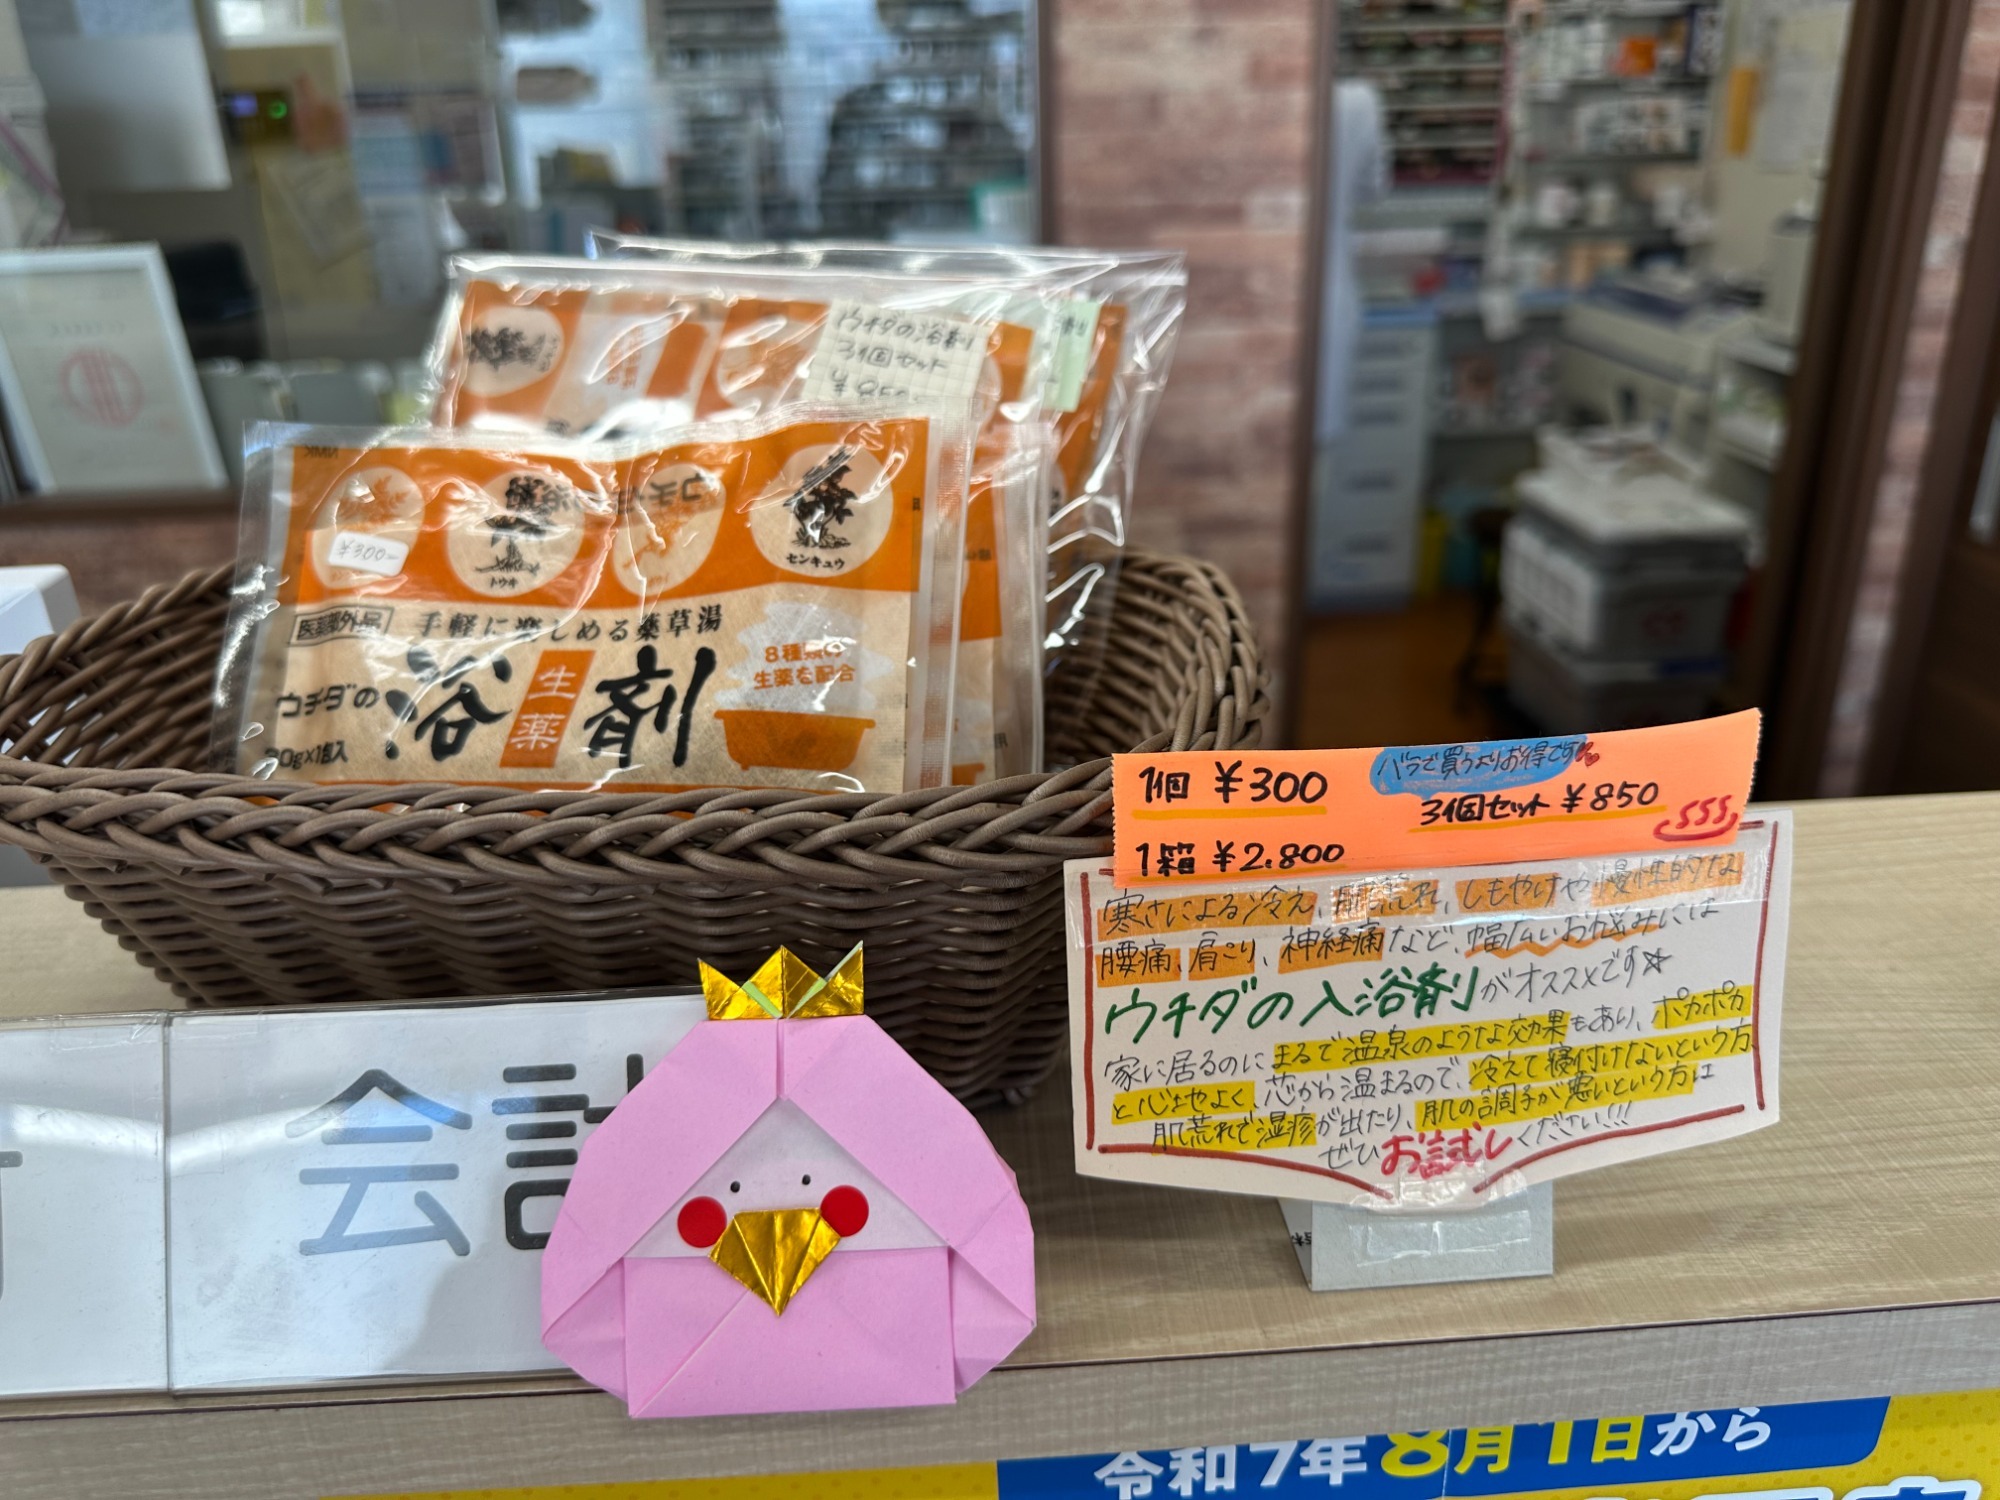 ウチダの浴剤
3個セット
¥850-
¥300-
トウキ
センキュウ
医薬部外品
手軽に楽しめる薬草湯
8種類の
生薬を配合
ウチダの
浴
生薬
剤
30g×1包入
1個 ¥300
バラで買うよりお得です
3個セット ¥850
1箱 ¥2.800
寒さによる冷え、肌荒れ、しもやけや慢性的な
腰痛、肩こり、神経痛など、幅広いお悩みには
ウチダの入浴剤がオススメです☆
家に居るのにまるで温泉のような効果もあり、ポカポカ
と心地よく、芯から温まるので、冷えて寝付けないという方
肌荒れで湿疹が出たり、肌の調子が悪いという方は
ぜひお試しください!!!
会計
令和7年8月1日から